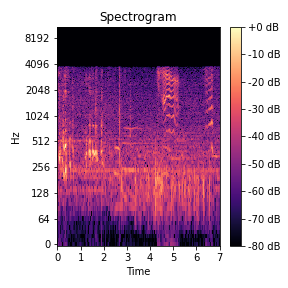 Spectrogram
8192
4096
2048
1024
512
256
128
64
0
Hz
0 1 2 3 4 5 6 7
Time
+0 dB
-10 dB
-20 dB
-30 dB
-40 dB
-50 dB
-60 dB
-70 dB
-80 dB